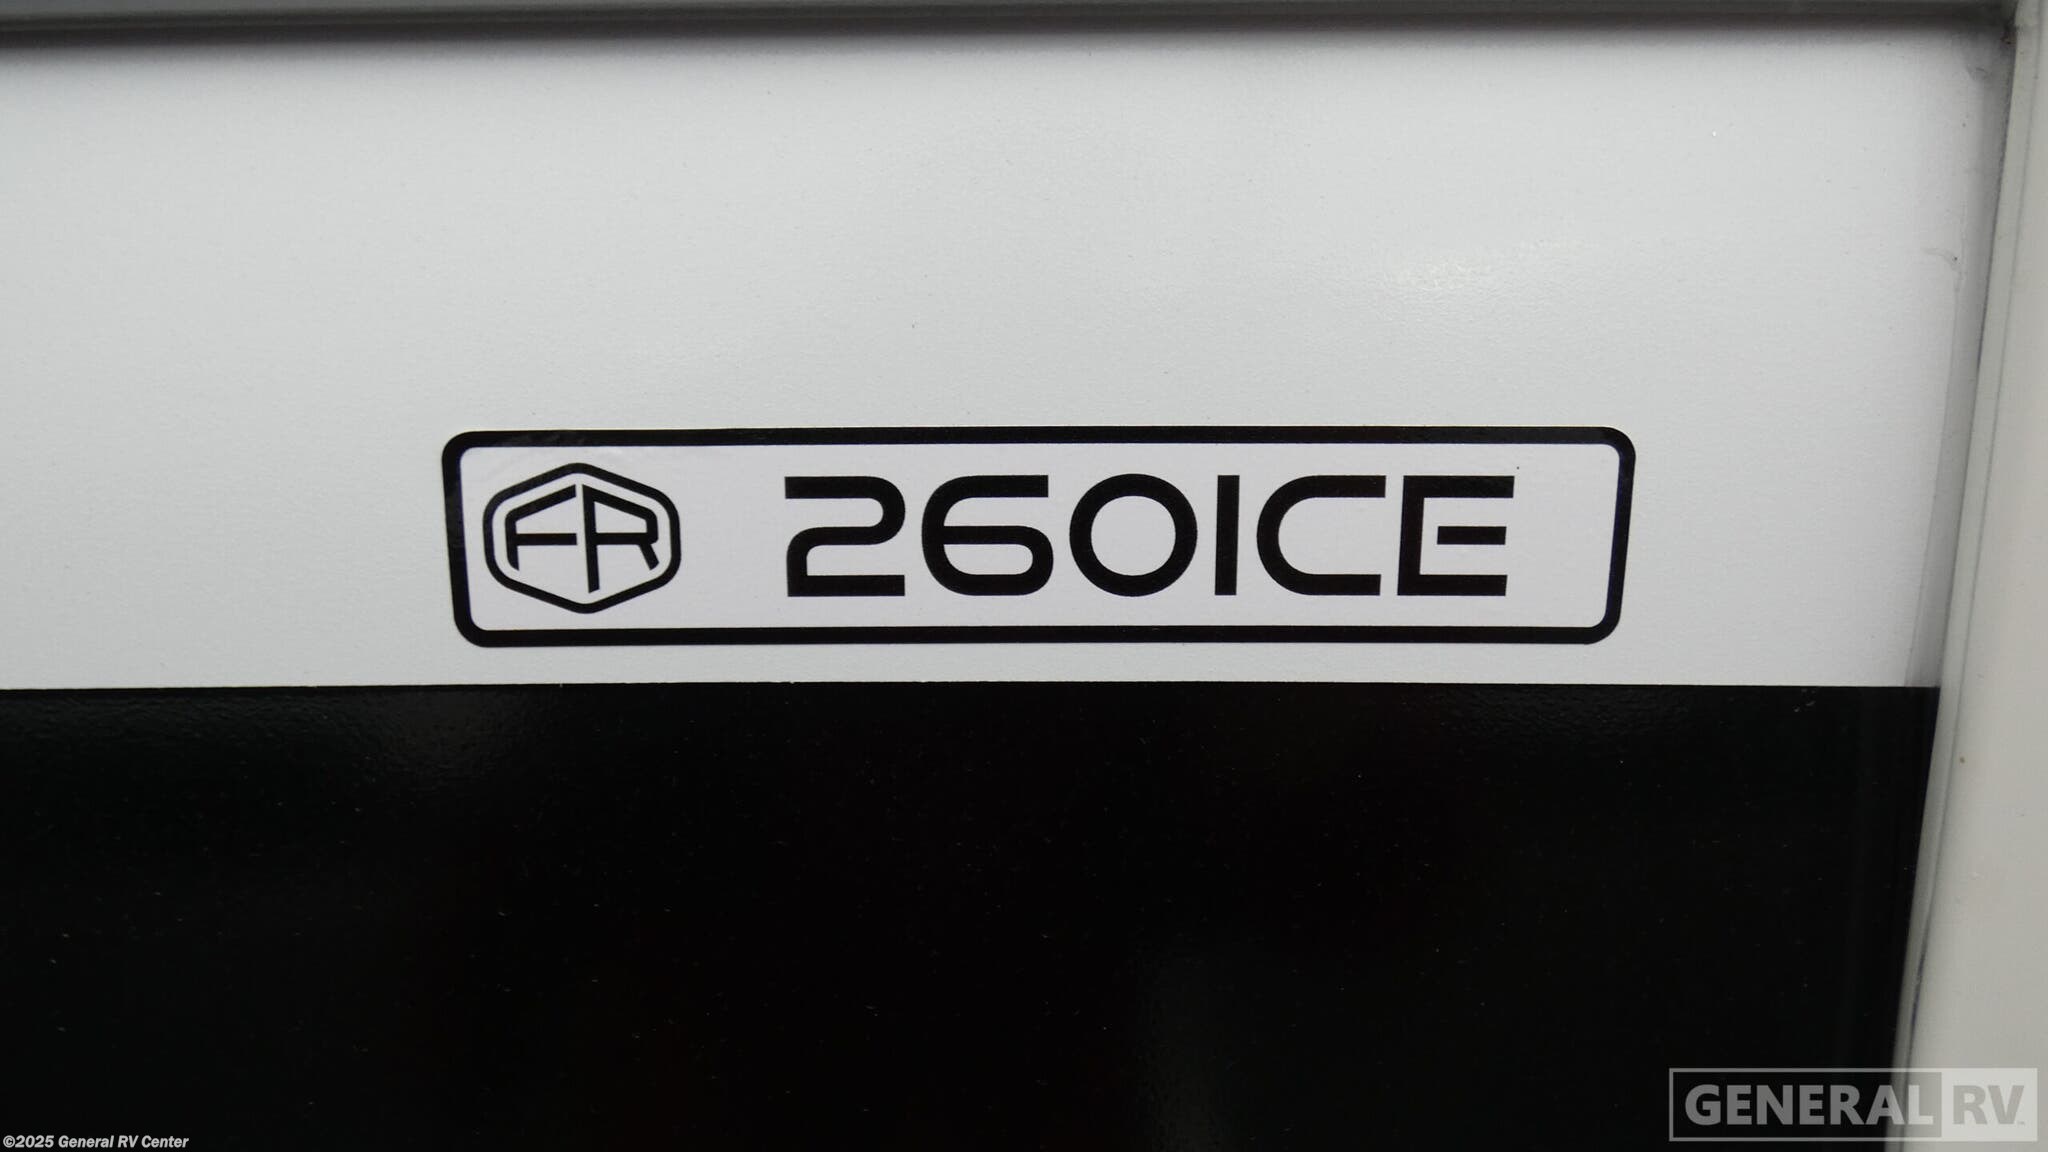 FR 2601CE
GENERAL RV
©2025 General RV Center